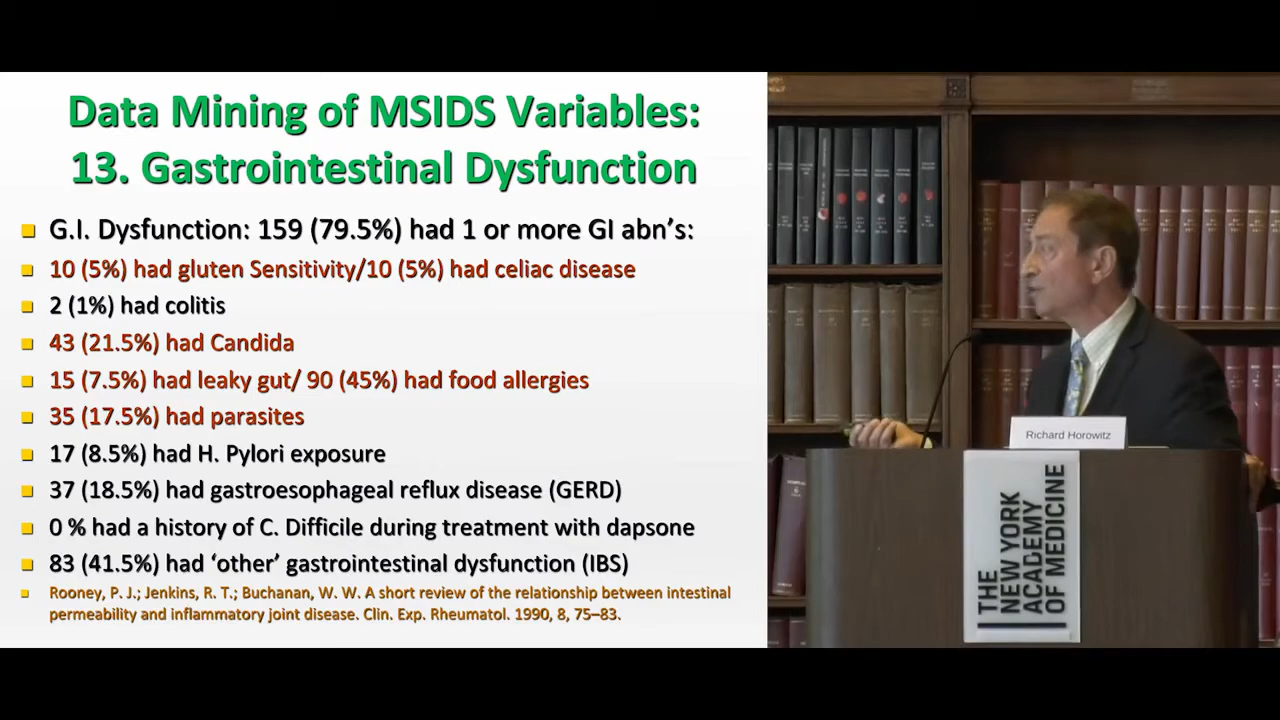 Data Mining of MSIDS Variables:
13. Gastrointestinal Dysfunction
G.I. Dysfunction: 159 (79.5%) had 1 or more GI abn's:
10 (5%) had gluten Sensitivity/10 (5%) had celiac disease
2 (1%) had colitis
43 (21.5%) had Candida
15 (7.5%) had leaky gut/ 90 (45%) had food allergies
35 (17.5%) had parasites
17 (8.5%) had H. Pylori exposure
37 (18.5%) had gastroesophageal reflux disease (GERD)
0 % had a history of C. Difficile during treatment with dapsone
83 (41.5%) had ‘other’ gastrointestinal dysfunction (IBS)
Rooney, P. J.; Jenkins, R. T.; Buchanan, W. W. A short review of the relationship between intestinal
permeability and inflammatory joint disease. Clin. Exp. Rheumatol. 1990, 8, 75–83.
Richard Horowitz
THE
NEW YORK
ACADEMY
OF MEDICINE